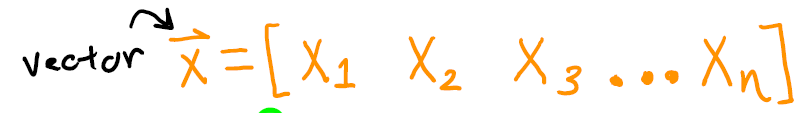 vector x⃗ = [ x₁ x₂ x₃ ... xₙ ]